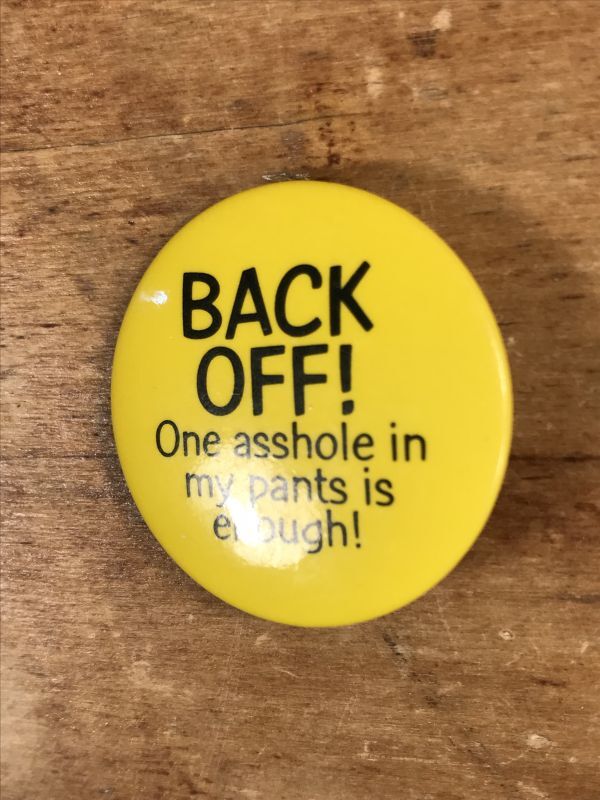 BACK
OFF!
One asshole in
my pants is
enough!